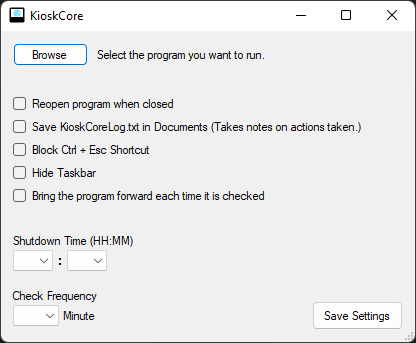 KioskCore
Browse Select the program you want to run.
Reopen program when closed
Save KioskCoreLog.txt in Documents (Takes notes on actions taken.)
Block Ctrl + Esc Shortcut
Hide Taskbar
Bring the program forward each time it is checked
Shutdown Time (HH:MM)
:
Check Frequency
Minute
Save Settings